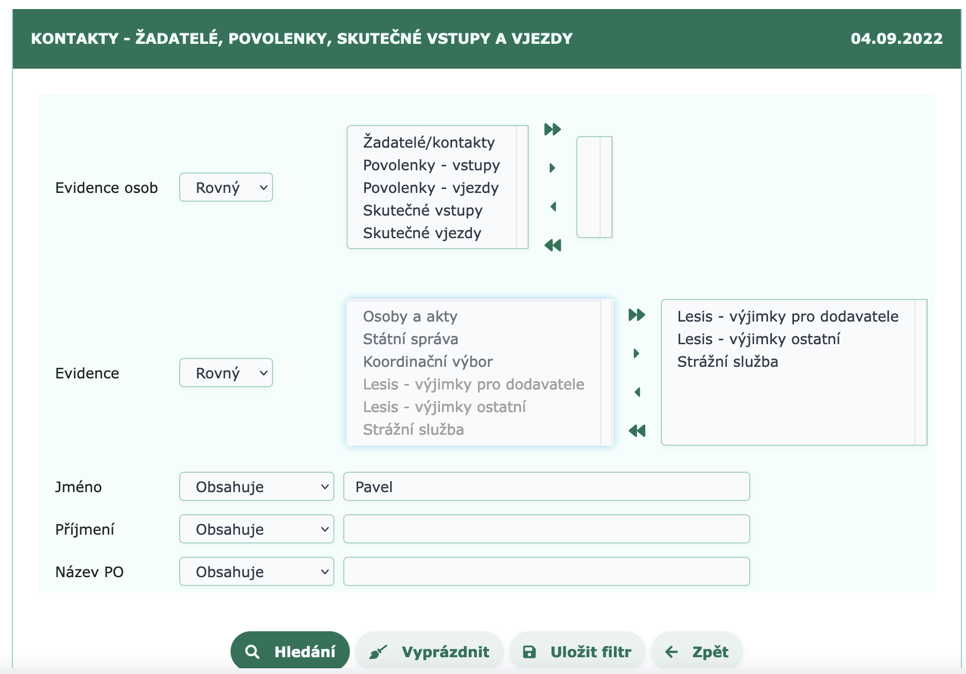 KONTAKTY - ŽADATELÉ, POVOLENKY, SKUTEČNÉ VSTUPY A VJEZDY 04.09.2022
Evidence osob Rovný
Žadatelé/kontakty
Povolenky - vstupy
Povolenky - vjezdy
Skutečné vstupy
Skutečné vjezdy
Evidence Rovný
Osoby a akty
Státní správa
Koordinační výbor
Lesis - výjimky pro dodavatele
Lesis - výjimky ostatní
Strážní služba
Lesis - výjimky pro dodavatele
Lesis - výjimky ostatní
Strážní služba
Jméno Obsahuje Pavel
Příjmení Obsahuje
Název PO Obsahuje
Hledání Vyprázdnit Uložit filtr Zpět